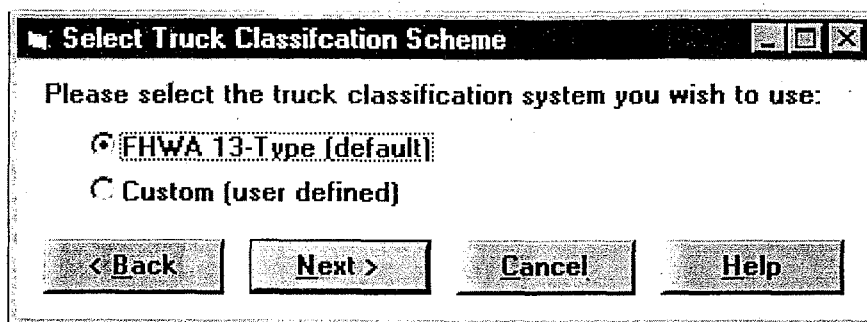 Select Truck Classifcation Scheme
Please select the truck classification system you wish to use:
FHWA 13-Type (default)
Custom (user defined)
< Back Next > Cancel Help